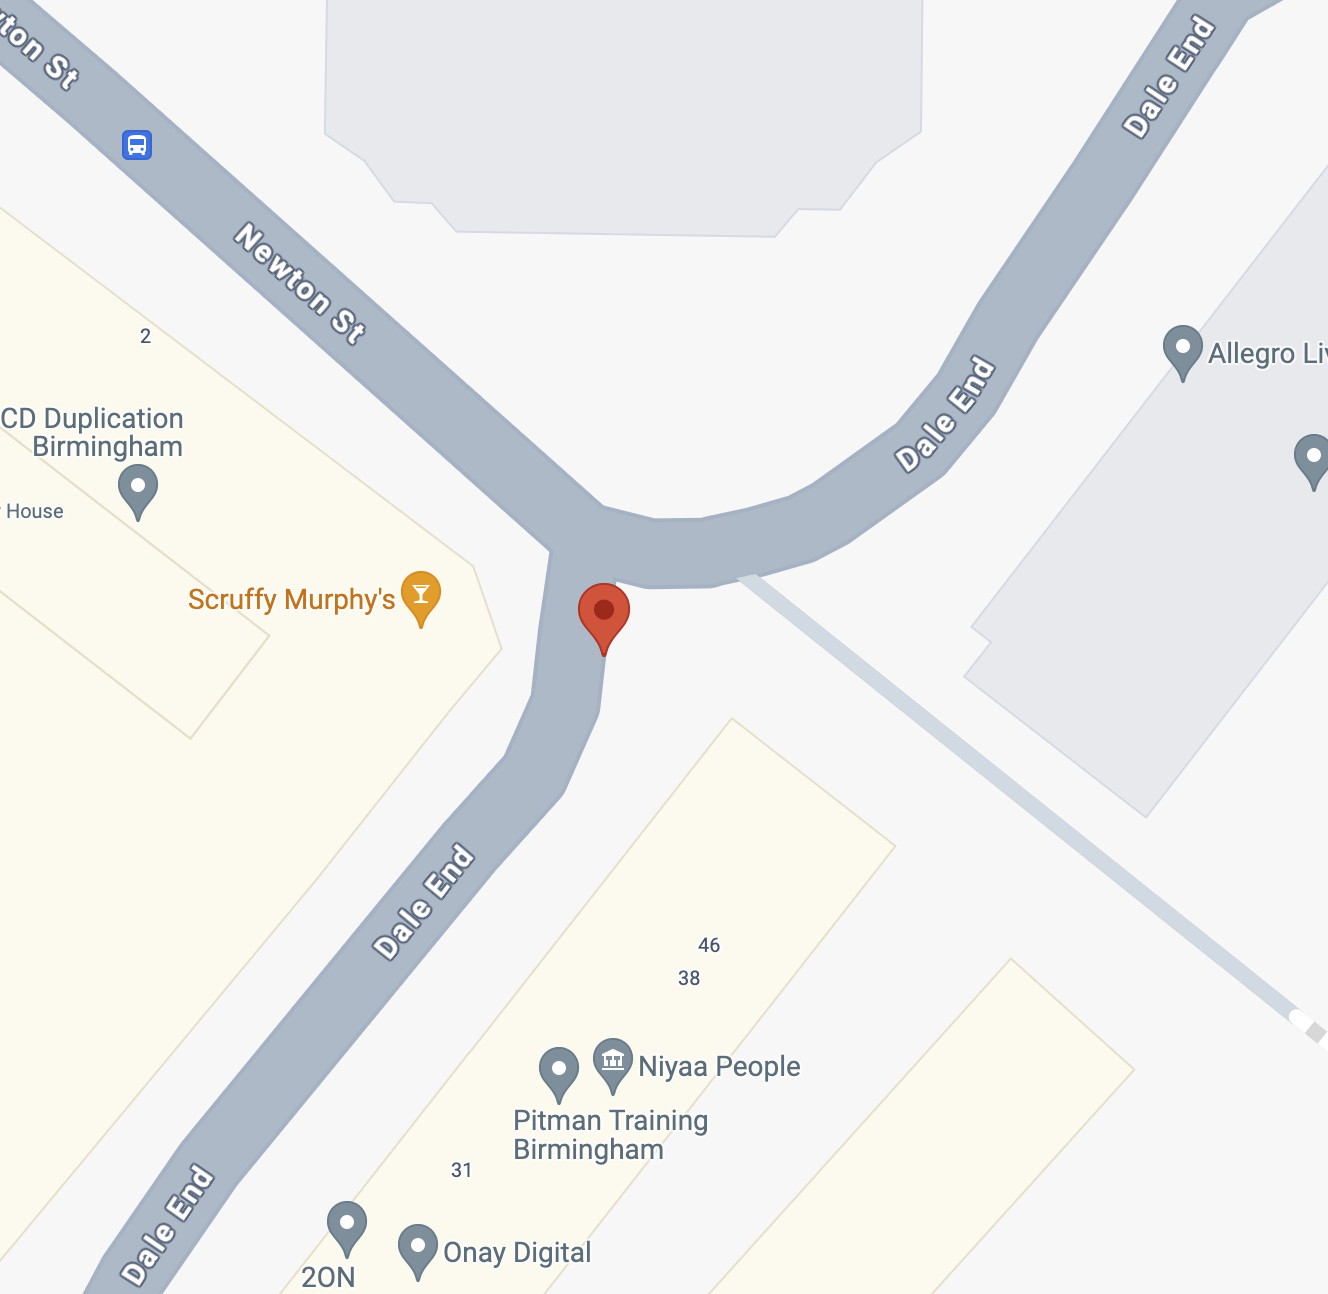 ton St
Dale End
Newton St
2
Allegro Liv
Dale End
CD Duplication
Birmingham
House
Scruffy Murphy's
Dale End
46
38
Niyaa People
Pitman Training
Birmingham
31
Dale End
Onay Digital
2ON